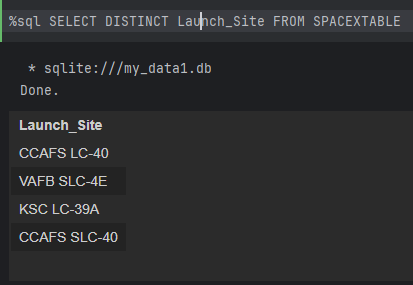 %sql SELECT DISTINCT Launch_Site FROM SPACEXTABLE
* sqlite:///my_data1.db
Done.
Launch_Site
CCAFS LC-40
VAFB SLC-4E
KSC LC-39A
CCAFS SLC-40